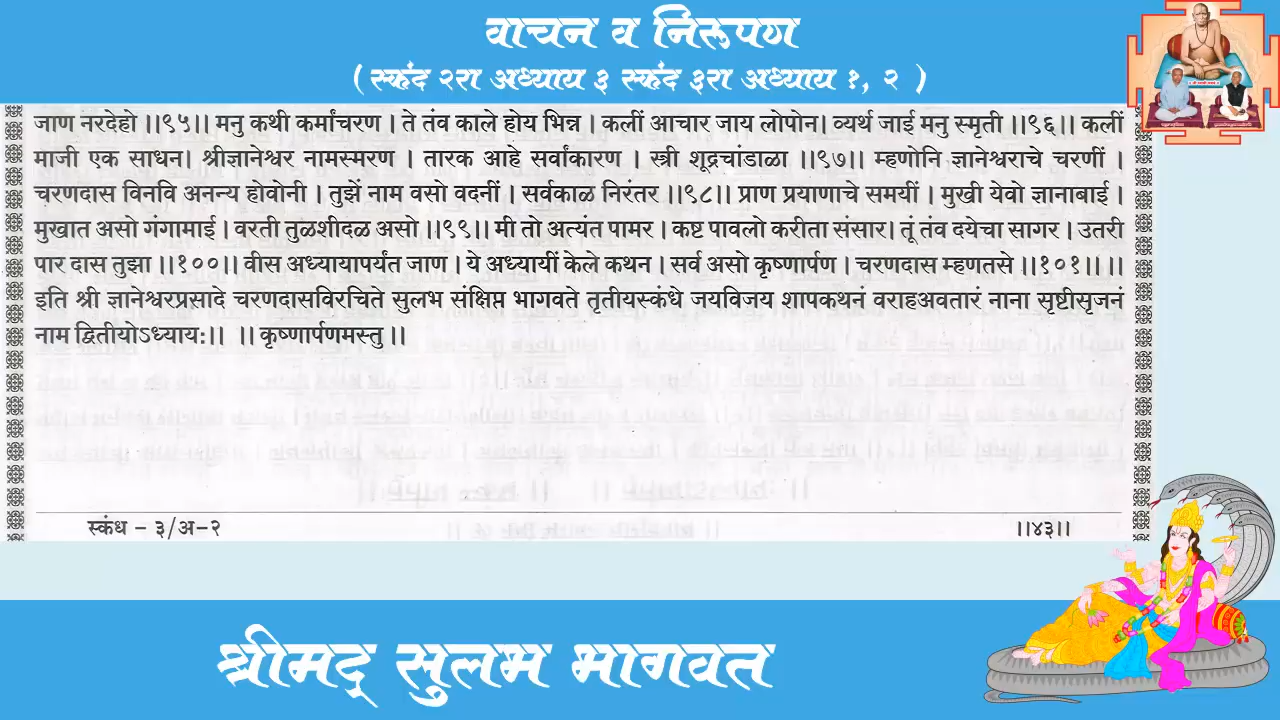 वाचन व निरूपण
( स्कंद २रा अध्याय ३ स्कंद ३रा अध्याय १, २ )
जाण नरदेहो ।।९५।। मनु कथी कर्मांचरण । ते तंव काले होय भिन्न । कलीं आचार जाय लोपोन। व्यर्थ जाई मनु स्मृती ।।९६।। कलीं
माजी एक साधन। श्रीज्ञानेश्वर नामस्मरण । तारक आहे सर्वांकारण । स्त्री शूद्रचांडाळा ।।९७।। म्हणोनि ज्ञानेश्वराचे चरणीं ।
चरणदास विनवि अनन्य होवोनी । तुझें नाम वसो वदनीं । सर्वकाळ निरंतर ।।९८।। प्राण प्रयाणाचे समयीं । मुखी येवो ज्ञानाबाई ।
मुखात असो गंगामाई । वरती तुळशीदळ असो ।।९९।। मी तो अत्यंत पामर । कष्ट पावलो करीता संसार। तूं तंव दयेचा सागर । उतरी
पार दास तुझा ।।१००।। वीस अध्यायापर्यंत जाण । ये अध्यायीं केले कथन । सर्व असो कृष्णार्पण । चरणदास म्हणतसे ।।१०१।। ।।
इति श्री ज्ञानेश्वरप्रसादे चरणदासविरचिते सुलभ संक्षिप्त भागवते तृतीयस्कंधे जयविजय शापकथनं वराहअवतारं नाना सृष्टीसृजनं
नाम द्वितीयोऽध्यायः।। ।। कृष्णार्पणमस्तु ।।
स्कंध - ३/अ-२ ।।४३।।
श्रीमद् सुलभ भागवत